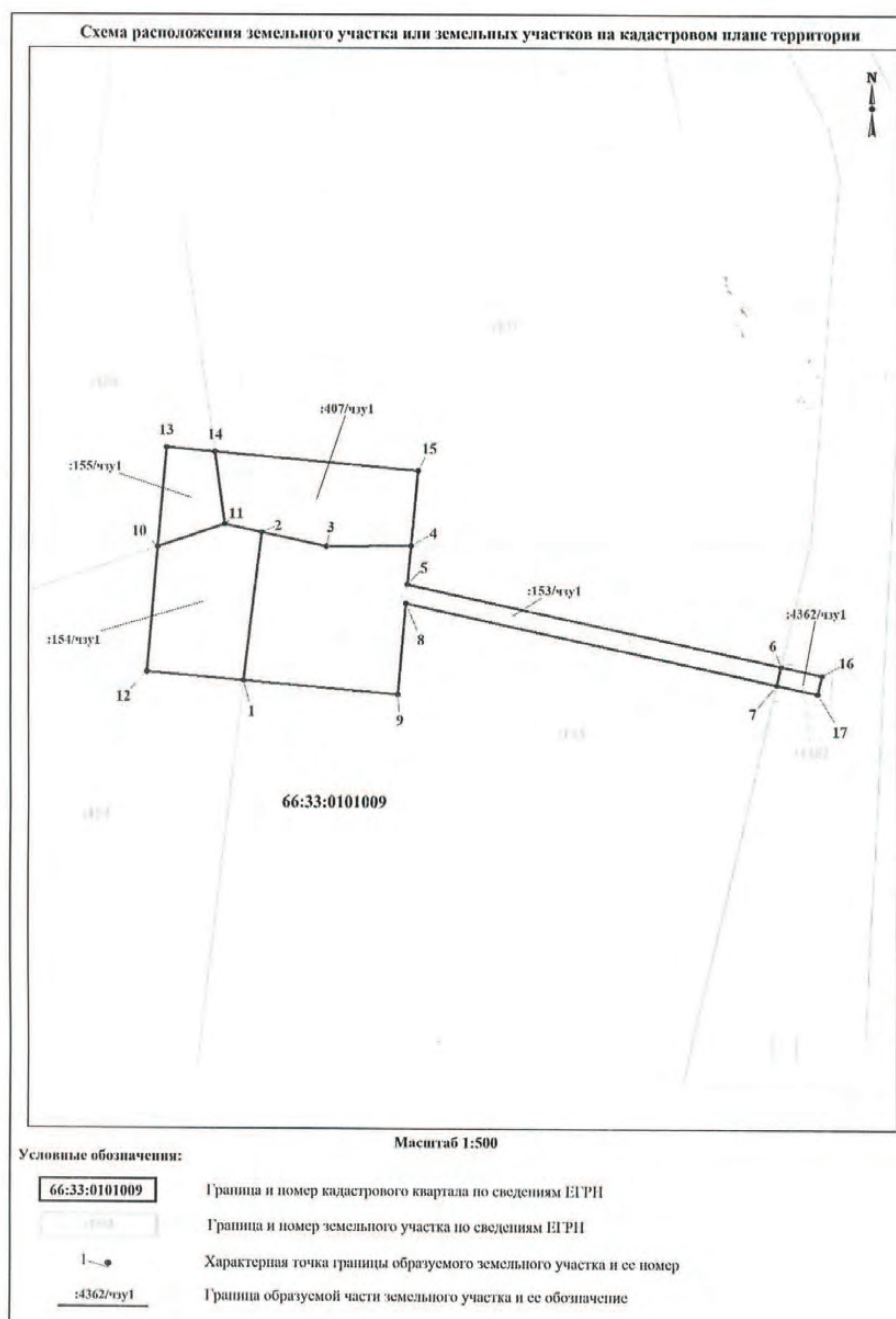 Схема расположения земельного участка или земельных участков на кадастровом плане территории
N
:407/чзу1
13
14
15
:155/чзу1
11
2
3
4
10
5
:153/чзу1
:4362/чзу1
8
6
16
:154/чзу1
7
12
1
9
17
66:33:0101009
Масштаб 1:500
Условные обозначения:
66:33:0101009
Граница и номер кадастрового квартала по сведениям ЕГРН
Граница и номер земельного участка по сведениям ЕГРН
1
Характерная точка границы образуемого земельного участка и ее номер
:4362/чзу1
Граница образуемой части земельного участка и ее обозначение